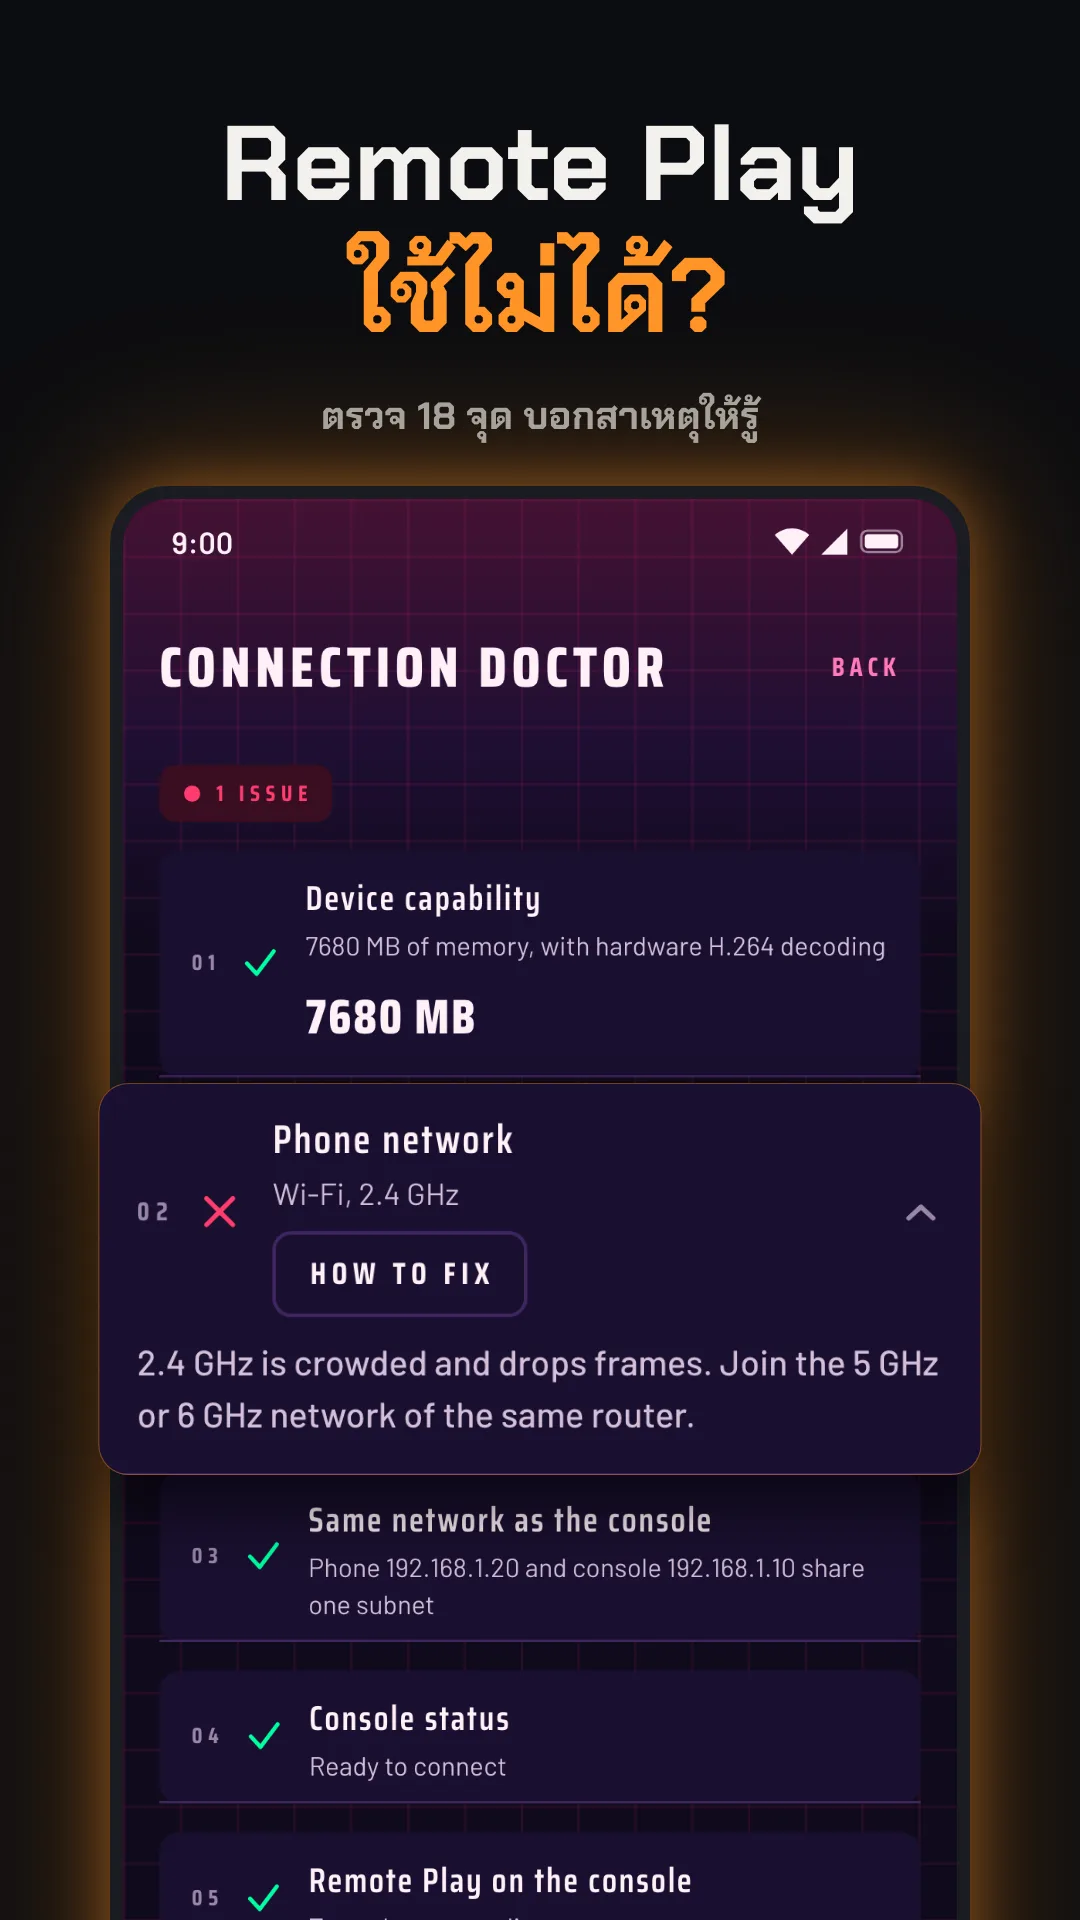 Remote Play
ใช้ไม่ได้?
ตรวจ 18 จุด บอกสาเหตุให้รู้
9:00
CONNECTION DOCTOR
BACK
1 ISSUE
Device capability
7680 MB of memory, with hardware H.264 decoding
01
7680 MB
Phone network
Wi-Fi, 2.4 GHz
02
HOW TO FIX
2.4 GHz is crowded and drops frames. Join the 5 GHz
or 6 GHz network of the same router.
Same network as the console
03
Phone 192.168.1.20 and console 192.168.1.10 share
one subnet
Console status
04
Ready to connect
Remote Play on the console
05